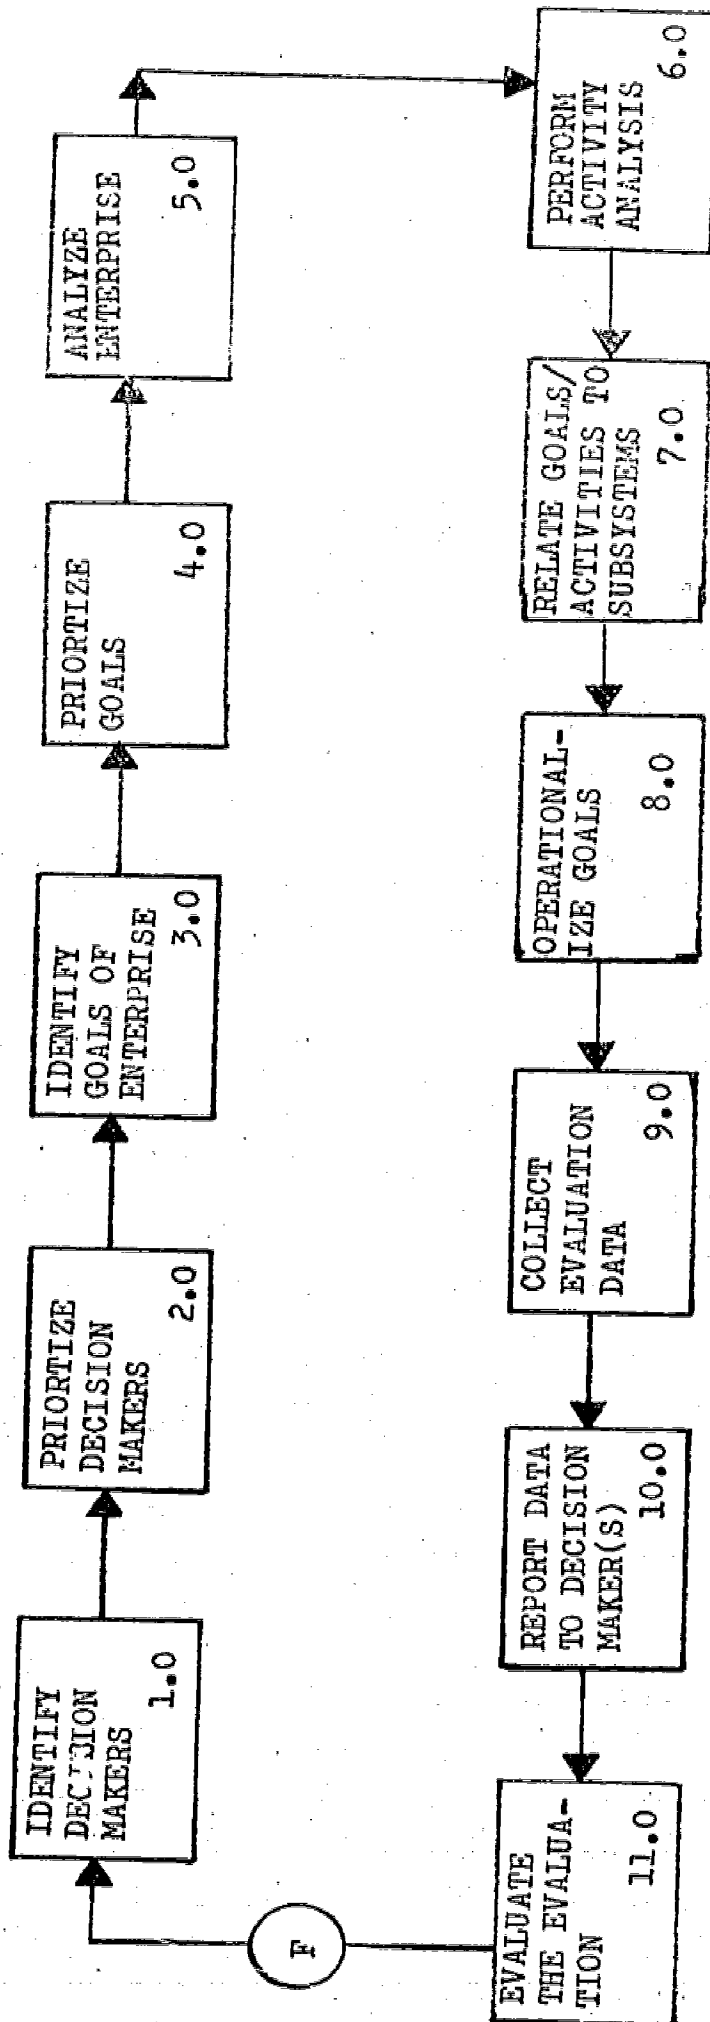 IDENTIFY
DECISION
MAKERS
1.0
PRIORTIZE
DECISION
MAKERS
2.0
IDENTIFY
GOALS OF
ENTERPRISE
3.0
PRIORTIZE
GOALS
4.0
ANALYZE
ENTERPRISE
5.0
PERFORM
ACTIVITY
ANALYSIS
6.0
RELATE GOALS/
ACTIVITIES TO
SUBSYSTEMS
7.0
OPERATIONAL-
IZE GOALS
8.0
COLLECT
EVALUATION
DATA
9.0
REPORT DATA
TO DECISION
MAKER(S)
10.0
EVALUATE
THE EVALUA-
TION
11.0
F